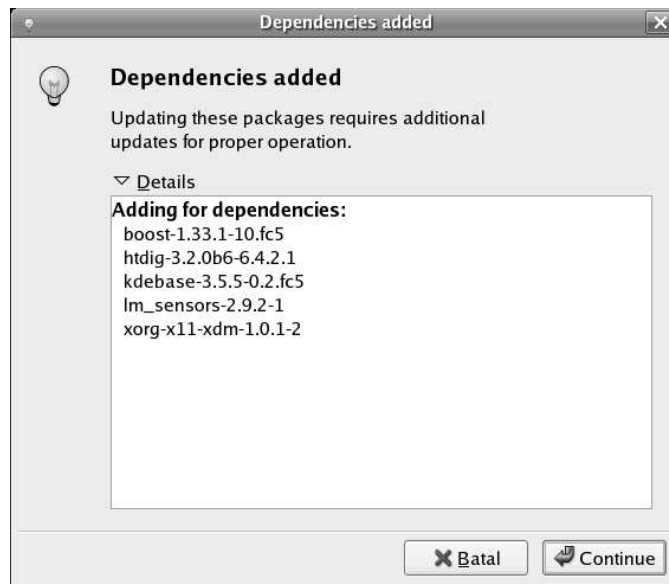 Dependencies added
Dependencies added
Updating these packages requires additional
updates for proper operation.
Details
Adding for dependencies:
boost-1.33.1-10.fc5
htdig-3.2.0b6-6.4.2.1
kdebase-3.5.5-0.2.fc5
lm_sensors-2.9.2-1
xorg-x11-xdm-1.0.1-2
Batal
Continue